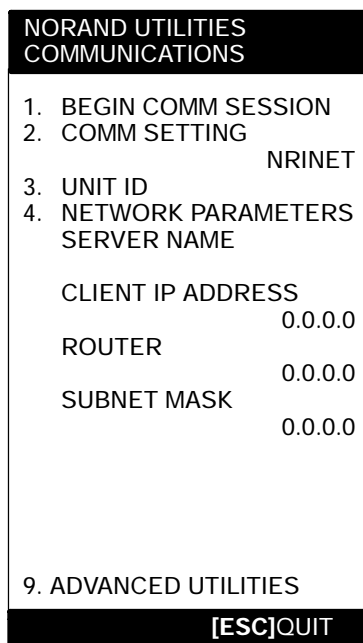 NORAND UTILITIES
COMMUNICATIONS
1. BEGIN COMM SESSION
2. COMM SETTING
NRINET
3. UNIT ID
4. NETWORK PARAMETERS
SERVER NAME
CLIENT IP ADDRESS
0.0.0.0
ROUTER
0.0.0.0
SUBNET MASK
0.0.0.0
9. ADVANCED UTILITIES
[ESC]QUIT